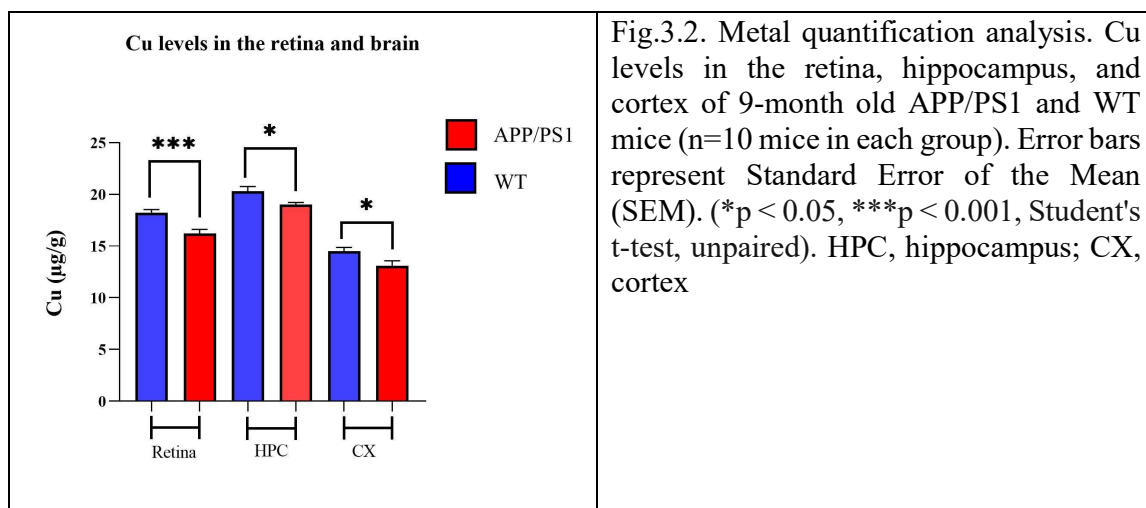 Cu levels in the retina and brain
***
*
*
APP/PS1
WT
25
20
15
10
5
0
Cu (µg/g)
Retina
HPC
CX
Fig.3.2. Metal quantification analysis. Cu
levels in the retina, hippocampus, and
cortex of 9-month old APP/PS1 and WT
mice (n=10 mice in each group). Error bars
represent Standard Error of the Mean
(SEM). (*p < 0.05, ***p < 0.001, Student's
t-test, unpaired). HPC, hippocampus; CX,
cortex